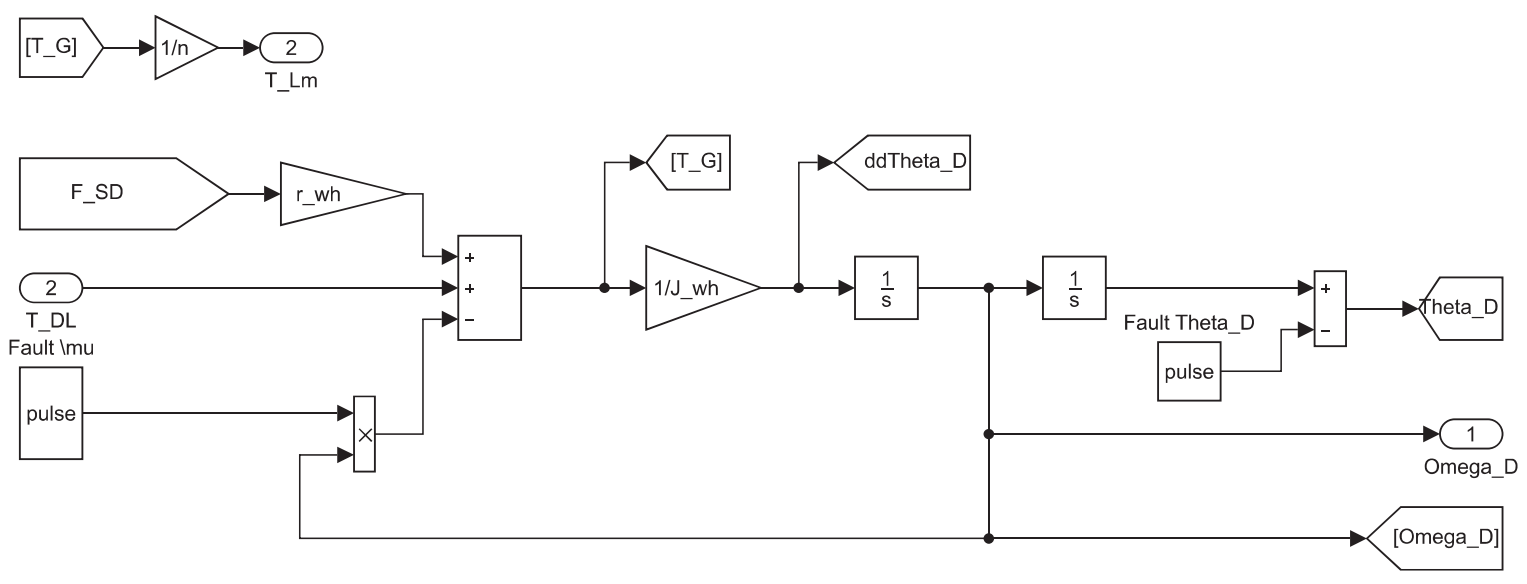 [T_G]
1/n
2
T_Lm
[T_G]
ddTheta_D
F_SD
r_wh
+
+
−
1/J_wh
1
s
1
s
2
T_DL
Fault \mu
pulse
×
Fault Theta_D
pulse
+
−
Theta_D
1
Omega_D
[Omega_D]